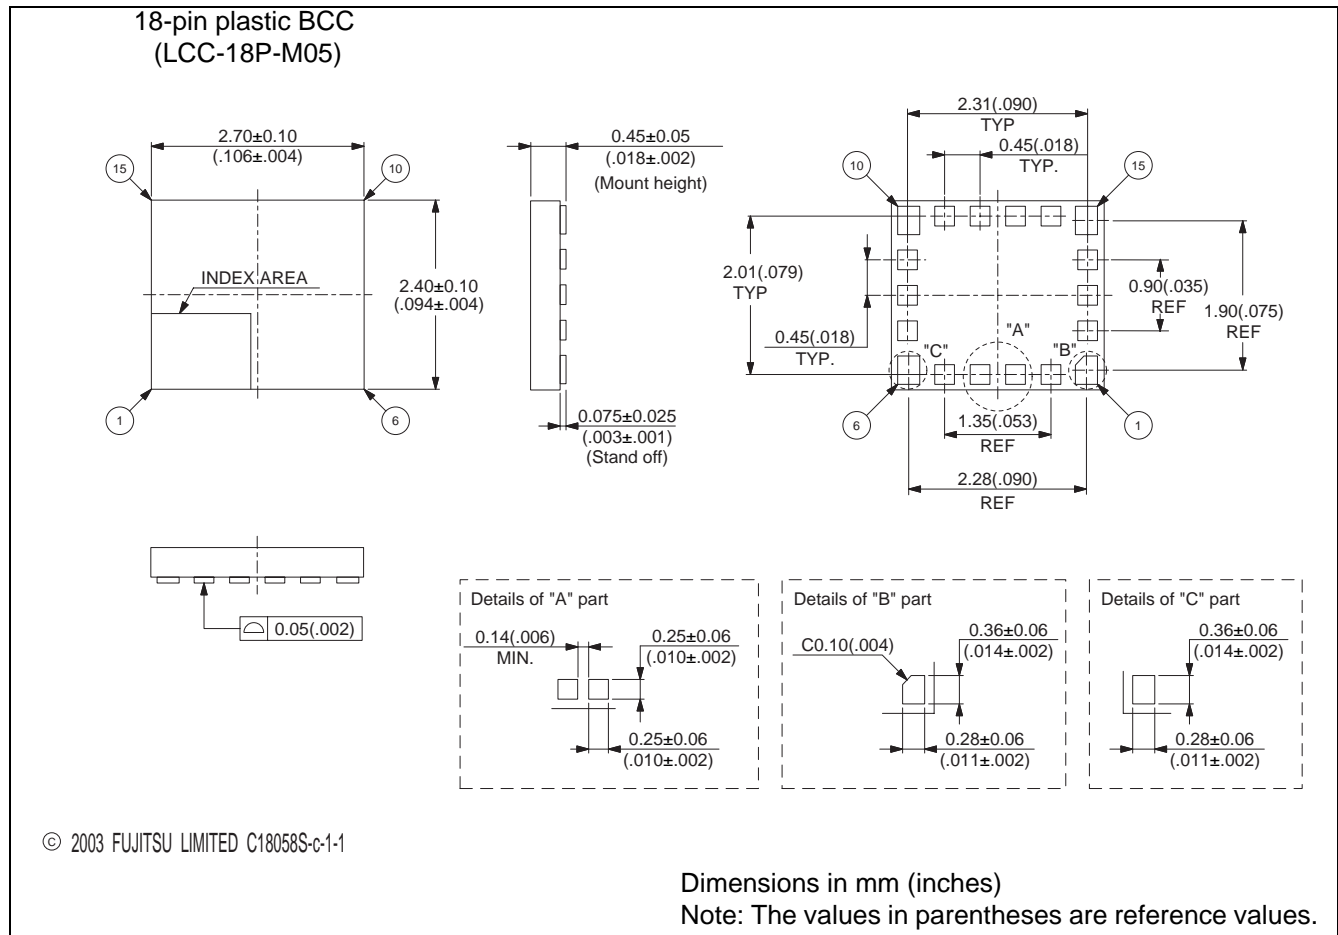 18-pin plastic BCC
(LCC-18P-M05)
2.70±0.10
(.106±.004)
15
10
INDEX AREA
2.40±0.10
(.094±.004)
1
6
0.45±0.05
(.018±.002)
(Mount height)
0.075±0.025
(.003±.001)
(Stand off)
2.31(.090)
TYP
0.45(.018)
TYP.
10
15
2.01(.079)
TYP
0.45(.018)
TYP.
0.90(.035)
REF
1.90(.075)
REF
"A"
"C"
"B"
6
1
1.35(.053)
REF
2.28(.090)
REF
0.05(.002)
Details of "A" part
0.14(.006)
MIN.
0.25±0.06
(.010±.002)
0.25±0.06
(.010±.002)
Details of "B" part
C0.10(.004)
0.36±0.06
(.014±.002)
0.28±0.06
(.011±.002)
Details of "C" part
0.36±0.06
(.014±.002)
0.28±0.06
(.011±.002)
© 2003 FUJITSU LIMITED C18058S-c-1-1
Dimensions in mm (inches)
Note: The values in parentheses are reference values.